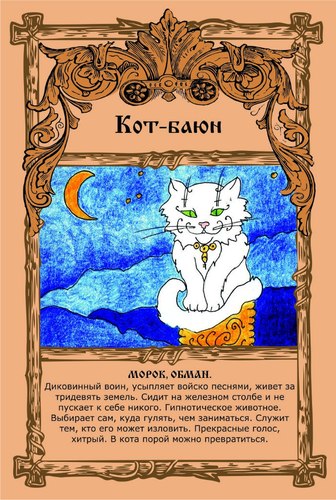 Кот-баюн
МОРОК, ОБМАН.
Диковинный воин, усыпляет войско песнями, живет за
тридевять земель. Сидит на железном столбе и не
пускает к себе никого. Гипнотическое животное.
Выбирает сам, куда гулять, чем заниматься. Служит
тем, кто его может изловить. Прекрасные голос,
хитрый. В кота порой можно превратиться.